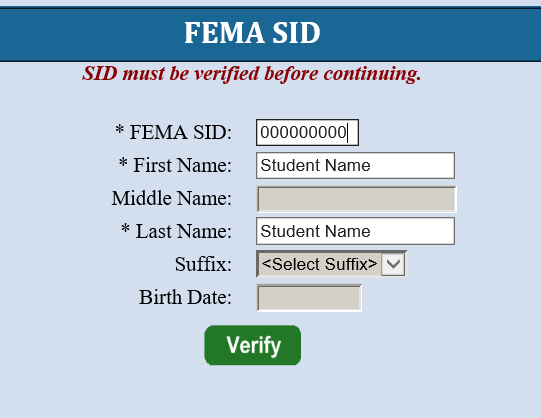 FEMA SID
SID must be verified before continuing.
* FEMA SID: 000000000
* First Name: Student Name
Middle Name:
* Last Name: Student Name
Suffix: <Select Suffix>
Birth Date:
Verify